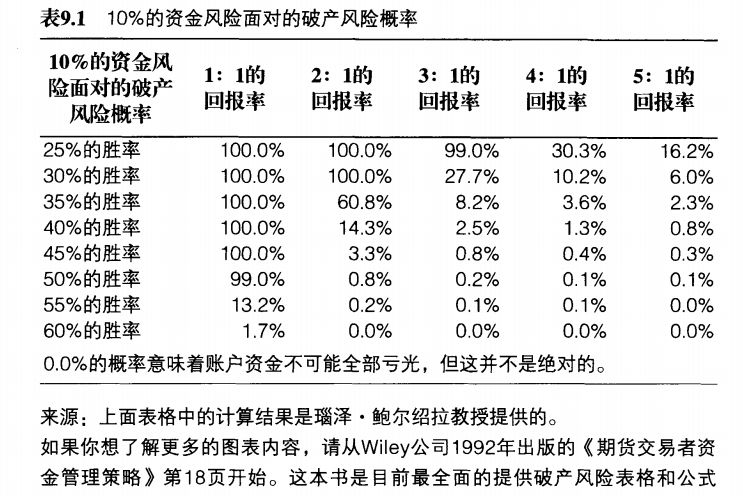 表9.1 10%的资金风险面对的破产风险概率
10%的资金风险面对的破产风险概率 1：1的回报率 2：1的回报率 3：1的回报率 4：1的回报率 5：1的回报率
25%的胜率 100.0% 100.0% 99.0% 30.3% 16.2%
30%的胜率 100.0% 100.0% 27.7% 10.2% 6.0%
35%的胜率 100.0% 60.8% 8.2% 3.6% 2.3%
40%的胜率 100.0% 14.3% 2.5% 1.3% 0.8%
45%的胜率 100.0% 3.3% 0.8% 0.4% 0.3%
50%的胜率 99.0% 0.8% 0.2% 0.1% 0.1%
55%的胜率 13.2% 0.2% 0.1% 0.1% 0.0%
60%的胜率 1.7% 0.0% 0.0% 0.0% 0.0%
0.0%的概率意味着账户资金不可能全部亏光，但这并不是绝对的。
来源：上面表格中的计算结果是瑙泽·鲍尔绍拉教授提供的。
如果你想了解更多的图表内容，请从Wiley公司1992年出版的《期货交易者资
金管理策略》第18页开始。这本书是目前最全面的提供破产风险表格和公式